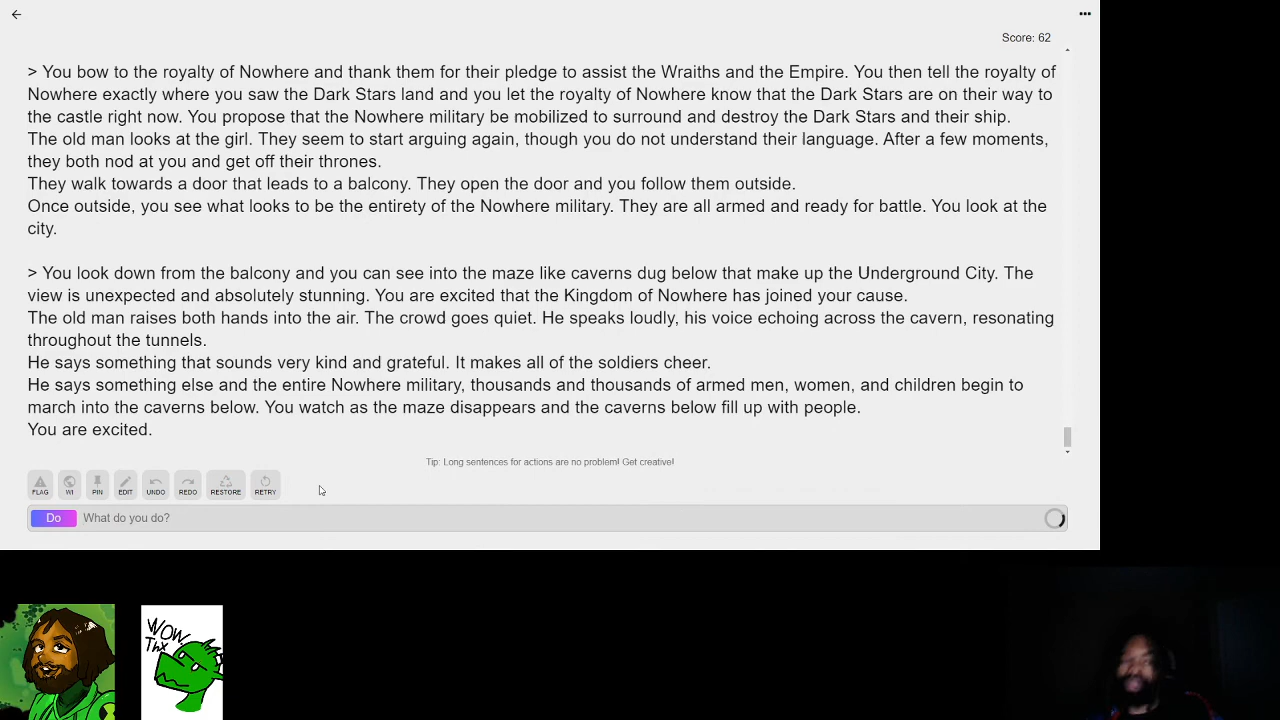 Score: 62
> You bow to the royalty of Nowhere and thank them for their pledge to assist the Wraiths and the Empire. You then tell the royalty of
Nowhere exactly where you saw the Dark Stars land and you let the royalty of Nowhere know that the Dark Stars are on their way to
the castle right now. You propose that the Nowhere military be mobilized to surround and destroy the Dark Stars and their ship.
The old man looks at the girl. They seem to start arguing again, though you do not understand their language. After a few moments,
they both nod at you and get off their thrones.
They walk towards a door that leads to a balcony. They open the door and you follow them outside.
Once outside, you see what looks to be the entirety of the Nowhere military. They are all armed and ready for battle. You look at the
city.
> You look down from the balcony and you can see into the maze like caverns dug below that make up the Underground City. The
view is unexpected and absolutely stunning. You are excited that the Kingdom of Nowhere has joined your cause.
The old man raises both hands into the air. The crowd goes quiet. He speaks loudly, his voice echoing across the cavern, resonating
throughout the tunnels.
He says something that sounds very kind and grateful. It makes all of the soldiers cheer.
He says something else and the entire Nowhere military, thousands and thousands of armed men, women, and children begin to
march into the caverns below. You watch as the maze disappears and the caverns below fill up with people.
You are excited.
Tip: Long sentences for actions are no problem! Get creative!
FLAG WI PIN EDIT UNDO REDO RESTORE RETRY
Do What do you do?
WOW
Thx